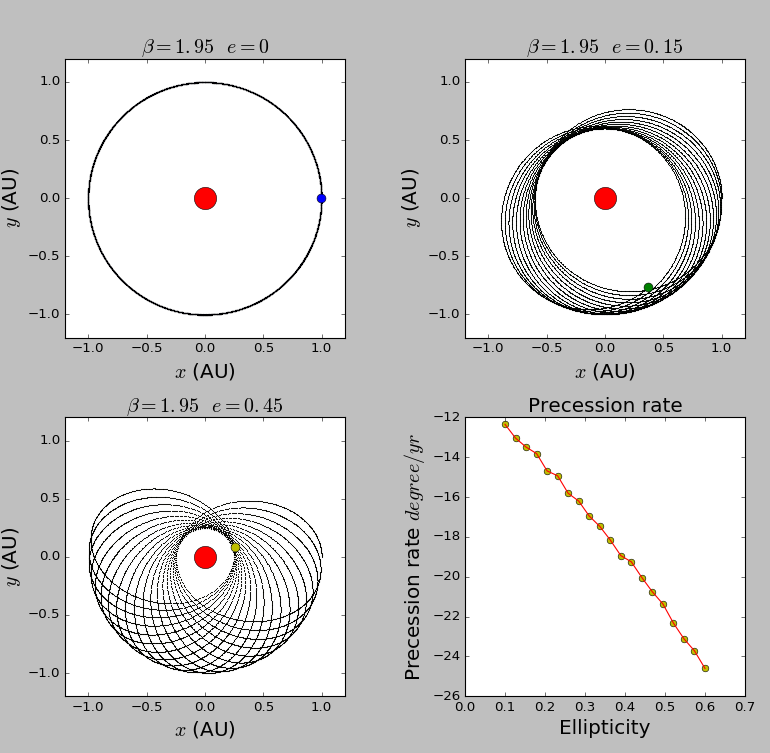 β=1.95 e=0
1.0
0.5
0.0
−0.5
−1.0
y (AU)
−1.0 −0.5 0.0 0.5 1.0
x (AU)
β=1.95 e=0.15
1.0
0.5
0.0
−0.5
−1.0
y (AU)
−1.0 −0.5 0.0 0.5 1.0
x (AU)
β=1.95 e=0.45
1.0
0.5
0.0
−0.5
−1.0
y (AU)
−1.0 −0.5 0.0 0.5 1.0
x (AU)
Precession rate
−12
−14
−16
−18
−20
−22
−24
−26
Precession rate degree/yr
0.0 0.1 0.2 0.3 0.4 0.5 0.6 0.7
Ellipticity